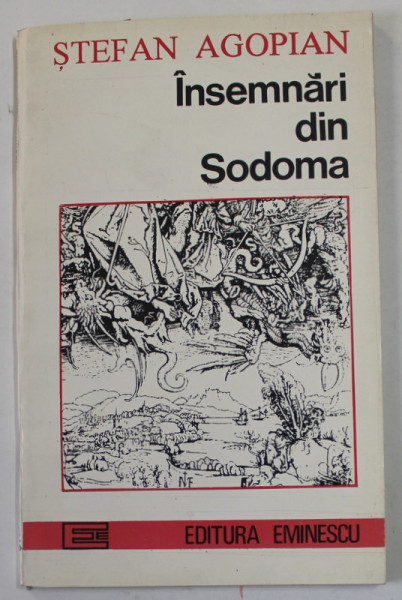 ȘTEFAN AGOPIAN
Însemnări
din
Sodoma
EDITURA EMINESCU